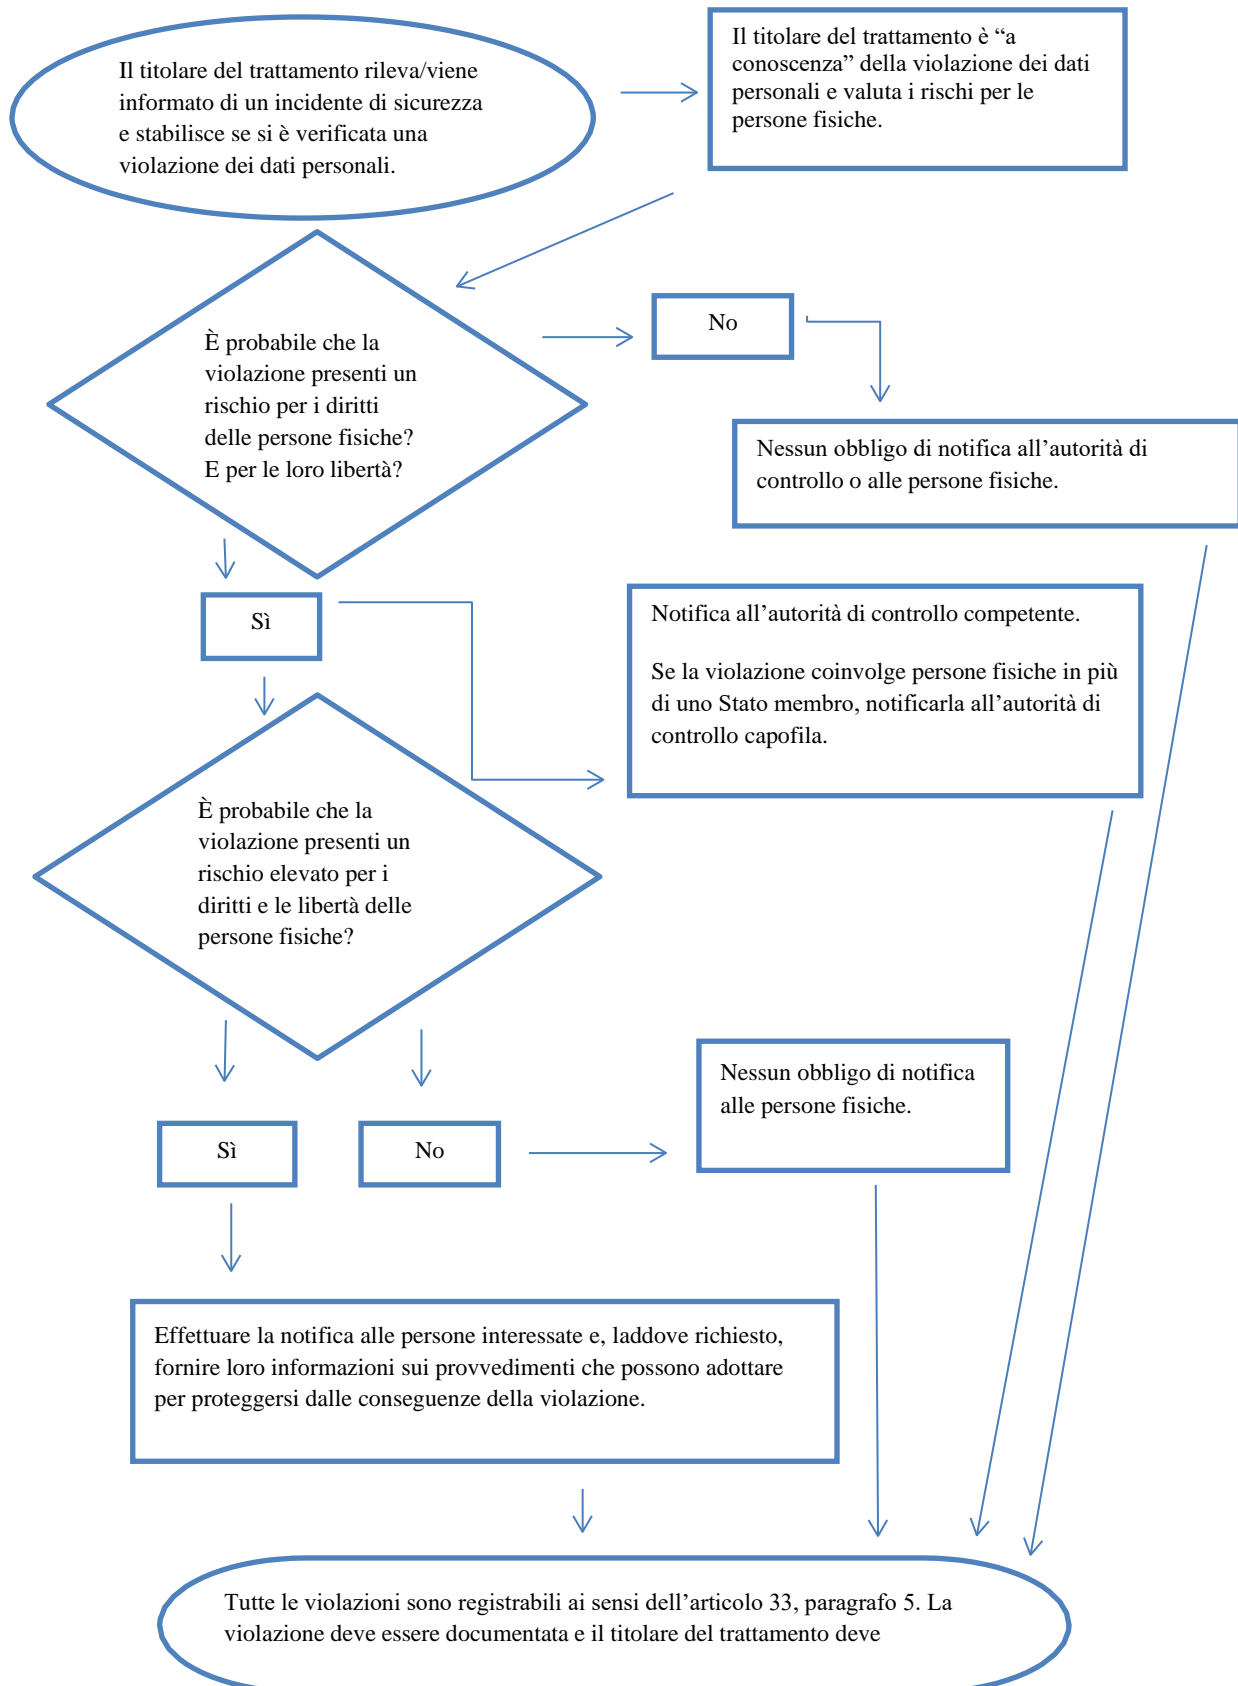 Il titolare del trattamento rileva/viene
informato di un incidente di sicurezza
e stabilisce se si è verificata una
violazione dei dati personali.
Il titolare del trattamento è “a
conoscenza” della violazione dei dati
personali e valuta i rischi per le
persone fisiche.
È probabile che la
violazione presenti un
rischio per i diritti
delle persone fisiche?
E per le loro libertà?
No
Nessun obbligo di notifica all’autorità di
controllo o alle persone fisiche.
Sì
Notifica all’autorità di controllo competente.
Se la violazione coinvolge persone fisiche in più
di uno Stato membro, notificarla all’autorità di
controllo capofila.
È probabile che la
violazione presenti un
rischio elevato per i
diritti e le libertà delle
persone fisiche?
Sì
No
Nessun obbligo di notifica
alle persone fisiche.
Effettuare la notifica alle persone interessate e, laddove richiesto,
fornire loro informazioni sui provvedimenti che possono adottare
per proteggersi dalle conseguenze della violazione.
Tutte le violazioni sono registrabili ai sensi dell’articolo 33, paragrafo 5. La
violazione deve essere documentata e il titolare del trattamento deve